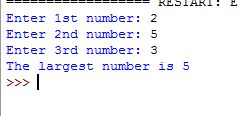 =================== RESTART: E
Enter 1st number: 2
Enter 2nd number: 5
Enter 3rd number: 3
The largest number is 5
>>>